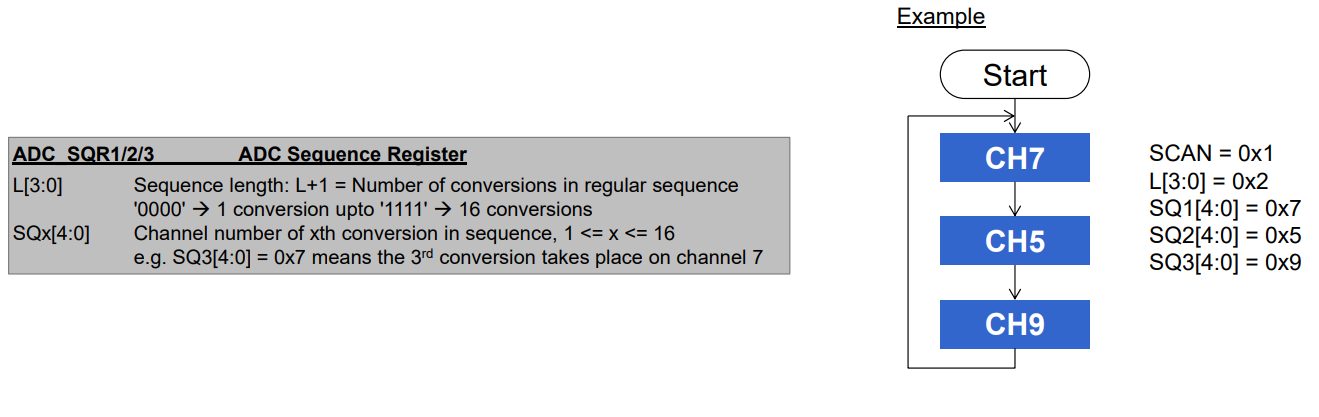 Example
Start
ADC SQR1/2/3 ADC Sequence Register
L[3:0] Sequence length: L+1 = Number of conversions in regular sequence
'0000' → 1 conversion upto '1111' → 16 conversions
SQx[4:0] Channel number of xth conversion in sequence, 1 <= x <= 16
e.g. SQ3[4:0] = 0x7 means the 3rd conversion takes place on channel 7
CH7
CH5
CH9
SCAN = 0x1
L[3:0] = 0x2
SQ1[4:0] = 0x7
SQ2[4:0] = 0x5
SQ3[4:0] = 0x9